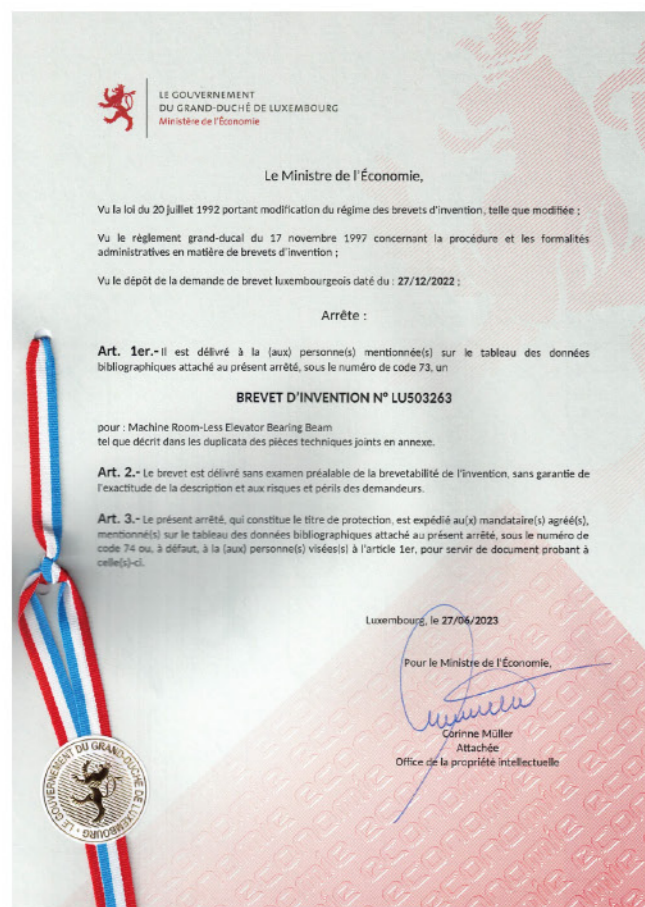 LE GOUVERNEMENT
DU GRAND-DUCHÉ DE LUXEMBOURG
Ministère de l'Économie
Le Ministre de l'Économie,
Vu la loi du 20 juillet 1992 portant modification du régime des brevets d'invention, telle que modifiée ;
Vu le règlement grand-ducal du 17 novembre 1997 concernant la procédure et les formalités
administratives en matière de brevets d'invention ;
Vu le dépôt de la demande de brevet luxembourgeois daté du : 27/12/2022 ;
Arrête :
Art. 1er.- Il est délivré à la (aux) personne(s) mentionnée(s) sur le tableau des données
bibliographiques attaché au présent arrêté, sous le numéro de code 73, un
BREVET D'INVENTION N° LU503263
pour : Machine Room-Less Elevator Bearing Beam
tel que décrit dans les duplicata des pièces techniques joints en annexe.
Art. 2.- Le brevet est délivré sans examen préalable de la brevetabilité de l'invention, sans garantie de
l'exactitude de la description et aux risques et périls des demandeurs.
Art. 3.- Le présent arrêté, qui constitue le titre de protection, est expédié au(x) mandataire(s) agréé(s),
mentionné(s) sur le tableau des données bibliographiques attaché au présent arrêté, sous le numéro de
code 74 ou, à défaut, à la (aux) personne(s) visées(s) à l'article 1er, pour servir de document probant à
celle(s)-ci.
Luxembourg, le 27/06/2023
Pour le Ministre de l'Économie,
Corinne Müller
Attachée
Office de la propriété intellectuelle
LE GOUVERNEMENT DU GRAND-DUCHÉ DE LUXEMBOURG
economie economie economie